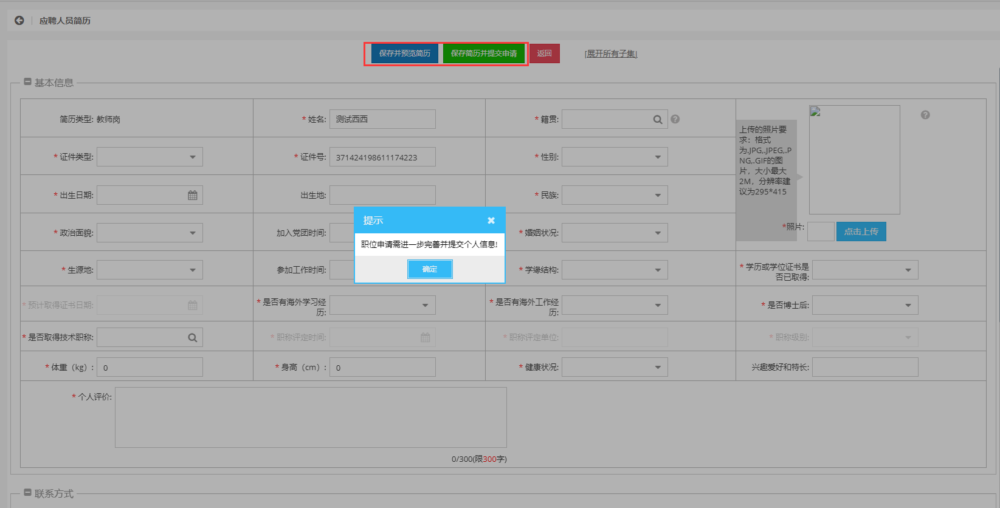 应聘人员简历
保存并预览简历 保存简历并提交申请 返回 [展开所有子集]
基本信息
简历类型: 教师岗 * 姓名: 测试西西 * 籍贯:
上传的照片要
求：格式
为.JPG,.JPEG,.P
NG,.GIF的图
片，大小最大
2M，分辨率建
议为295*415
* 证件类型: * 证件号: 371424198611174223 * 性别:
* 出生日期: 出生地: * 民族:
提示
职位申请需进一步完善并提交个人信息!
确定
* 政治面貌: 加入党团时间: * 婚姻状况: *照片: 点击上传
* 生源地: 参加工作时间: * 学缘结构: * 学历或学位证书是
否已取得:
* 预计取得证书日期: * 是否有海外学习经
历:
* 是否有海外工作经
历:
* 是否博士后:
* 是否取得技术职称: * 职称评定时间: * 职称评定单位: * 职称级别:
* 体重（kg）: 0 * 身高（cm）: 0 * 健康状况: 兴趣爱好和特长:
* 个人评价:
0/300(限300字)
联系方式